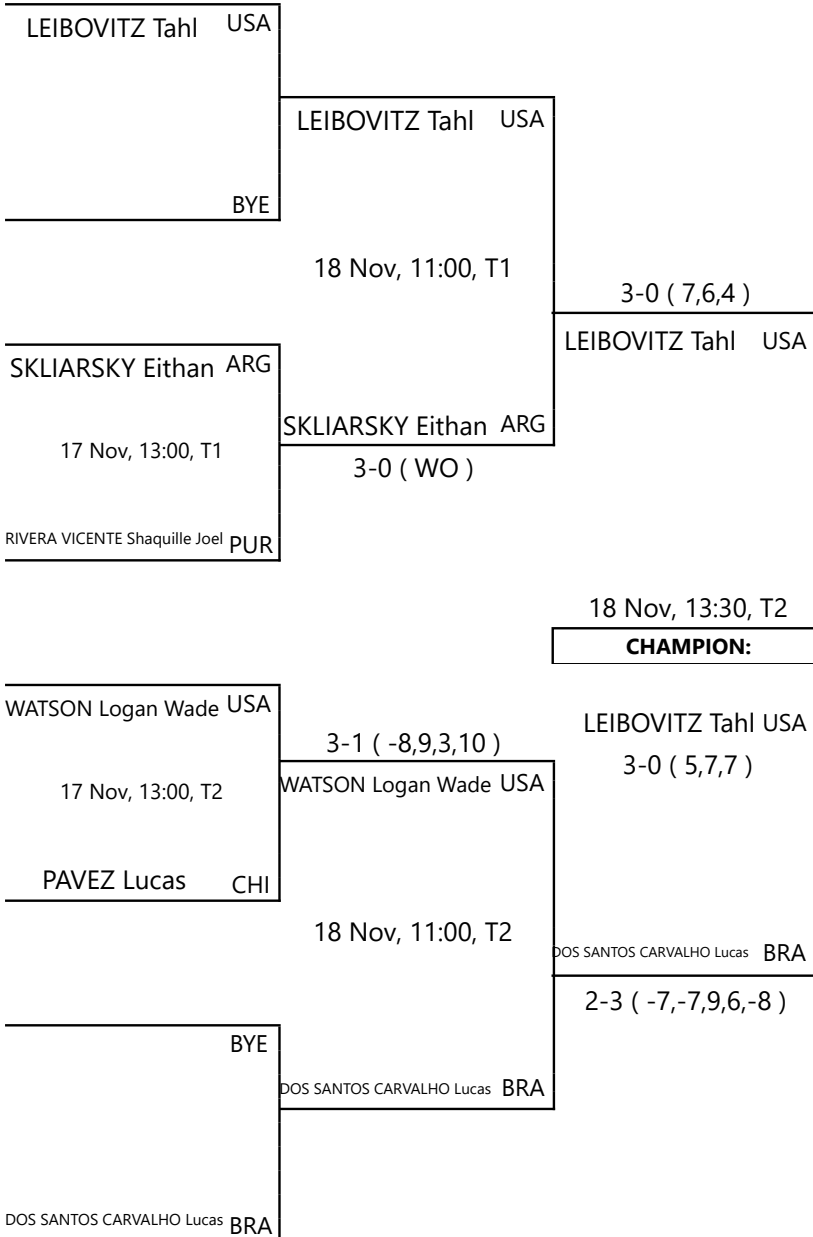 LEIBOVITZ Tahl USA
LEIBOVITZ Tahl USA
BYE
18 Nov, 11:00, T1
3-0 ( 7,6,4 )
LEIBOVITZ Tahl USA
SKLIARSKY Eithan ARG
SKLIARSKY Eithan ARG
17 Nov, 13:00, T1
3-0 ( WO )
RIVERA VICENTE Shaquille Joel PUR
18 Nov, 13:30, T2
CHAMPION:
WATSON Logan Wade USA
LEIBOVITZ Tahl USA
3-1 ( -8,9,3,10 )
3-0 ( 5,7,7 )
WATSON Logan Wade USA
17 Nov, 13:00, T2
PAVEZ Lucas CHI
18 Nov, 11:00, T2
DOS SANTOS CARVALHO Lucas BRA
2-3 ( -7,-7,9,6,-8 )
BYE
DOS SANTOS CARVALHO Lucas BRA
DOS SANTOS CARVALHO Lucas BRA